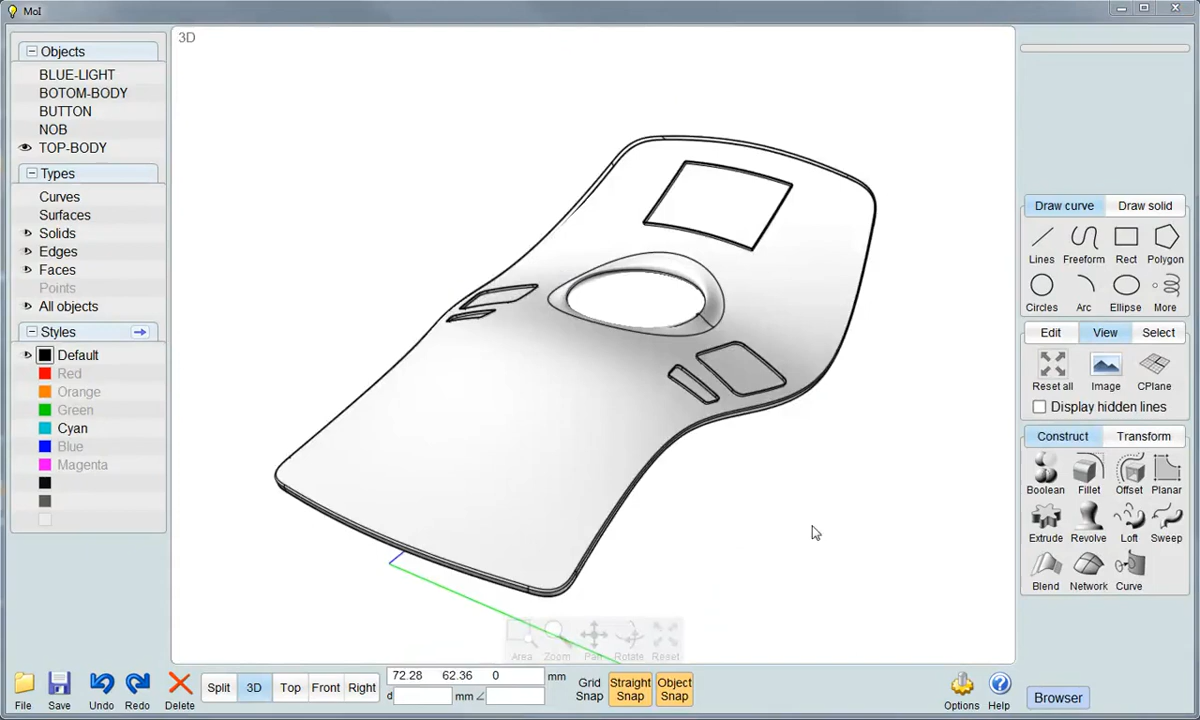 MoI
Objects
BLUE-LIGHT
BOTOM-BODY
BUTTON
NOB
TOP-BODY
Types
Curves
Surfaces
Solids
Edges
Faces
Points
All objects
Styles
Default
Red
Orange
Green
Cyan
Blue
Magenta
3D
Draw curve Draw solid
Lines Freeform Rect Polygon
Circles Arc Ellipse More
Edit View Select
Reset all Image CPlane
Display hidden lines
Construct Transform
Boolean Fillet Offset Planar
Extrude Revolve Loft Sweep
Blend Network Curve
Area Zoom Pan Rotate Reset
File Save Undo Redo Delete
Split 3D Top Front Right
72.28 62.36 0 mm
d mm
Grid Snap
Straight Snap
Object Snap
Options Help Browser